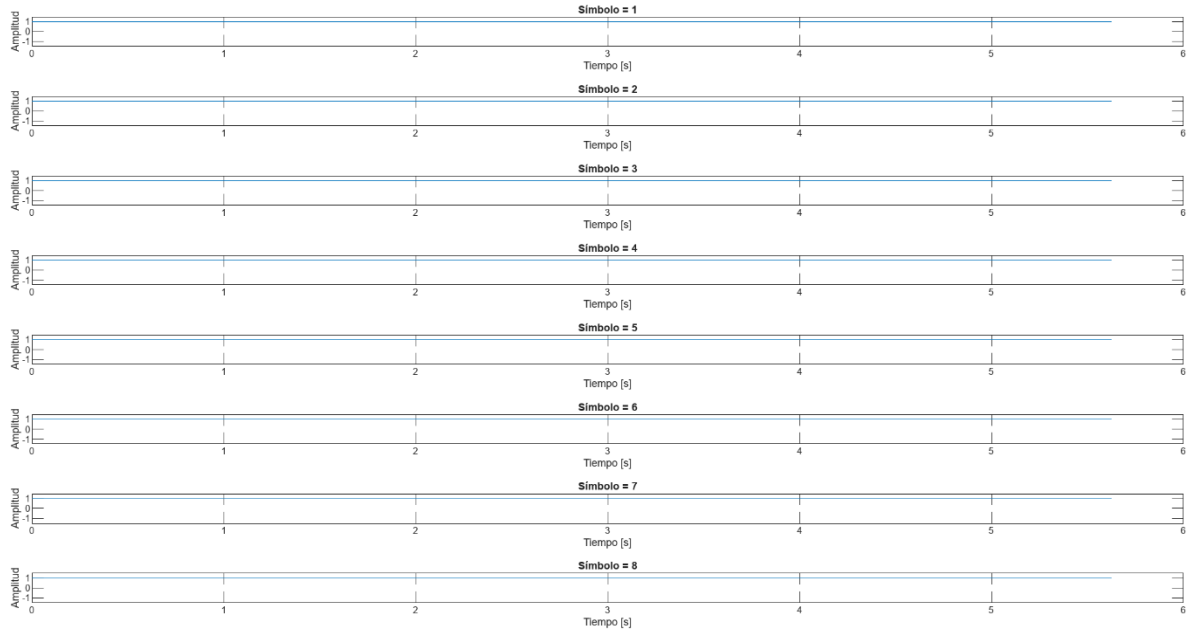 Símbolo = 1
Amplitud
1
0
-1
0 1 2 3 4 5 6
Tiempo [s]
Símbolo = 2
Amplitud
1
0
-1
0 1 2 3 4 5 6
Tiempo [s]
Símbolo = 3
Amplitud
1
0
-1
0 1 2 3 4 5 6
Tiempo [s]
Símbolo = 4
Amplitud
1
0
-1
0 1 2 3 4 5 6
Tiempo [s]
Símbolo = 5
Amplitud
1
0
-1
0 1 2 3 4 5 6
Tiempo [s]
Símbolo = 6
Amplitud
1
0
-1
0 1 2 3 4 5 6
Tiempo [s]
Símbolo = 7
Amplitud
1
0
-1
0 1 2 3 4 5 6
Tiempo [s]
Símbolo = 8
Amplitud
1
0
-1
0 1 2 3 4 5 6
Tiempo [s]